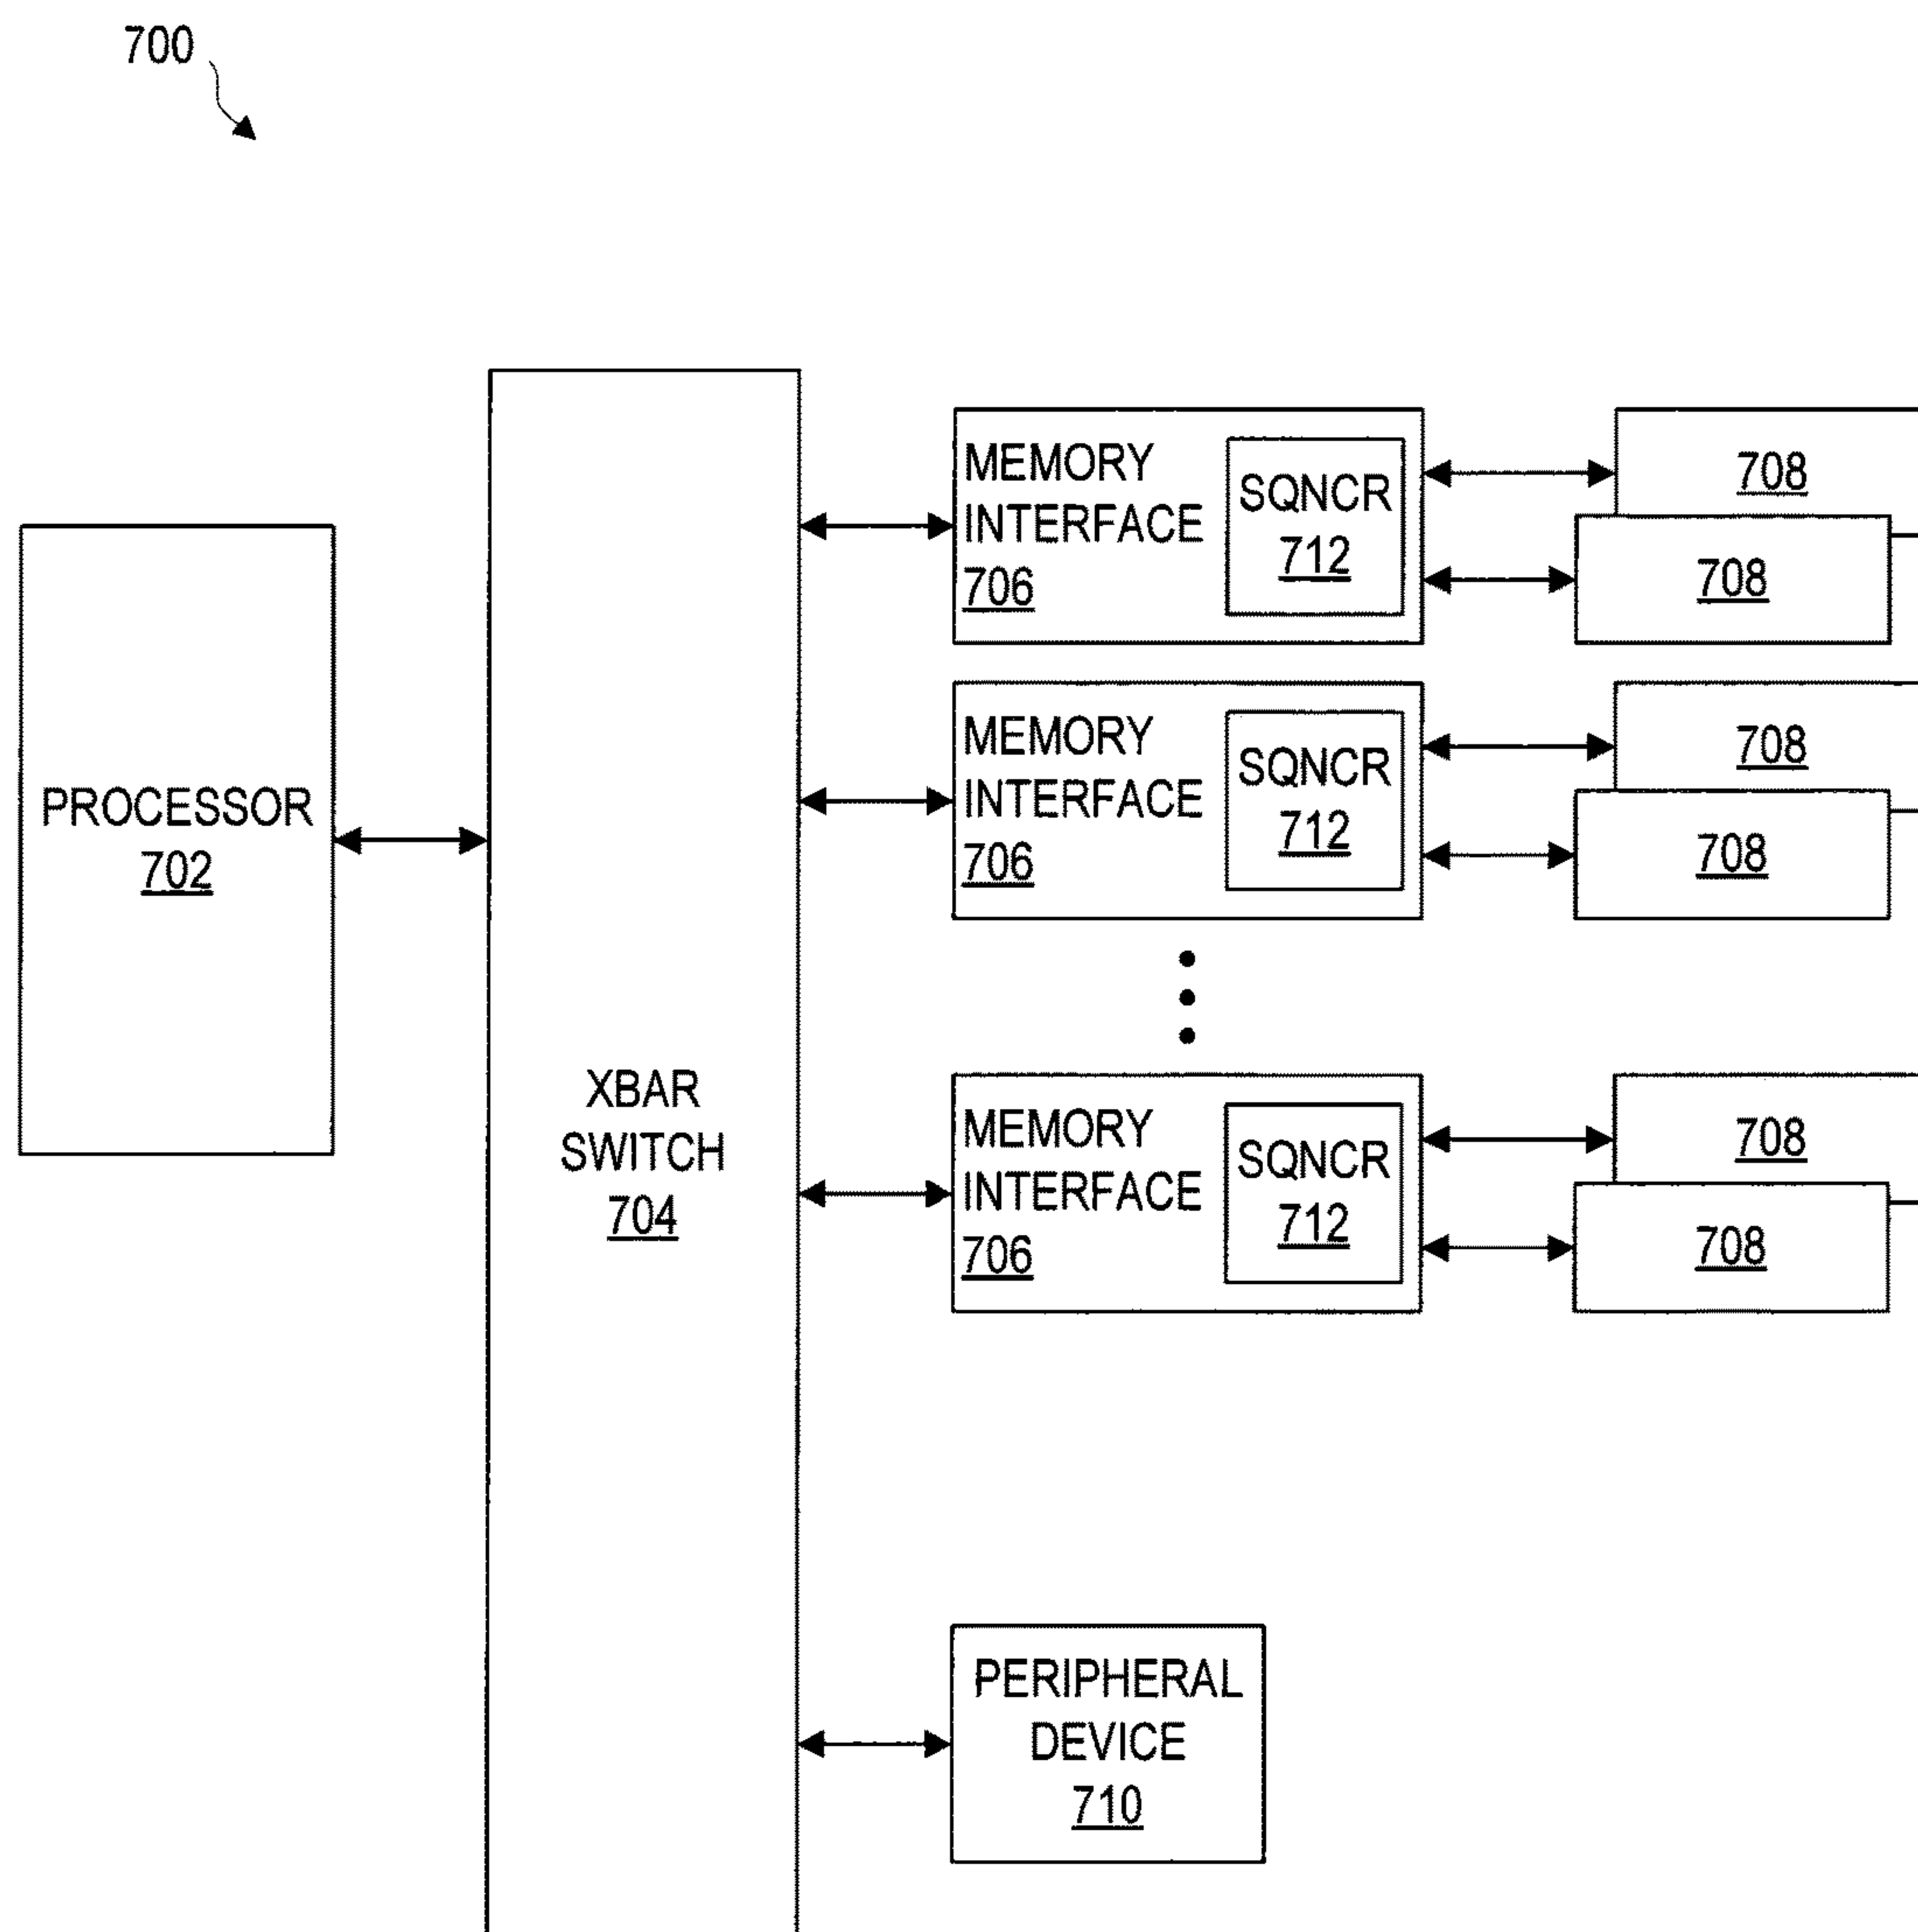 700
PROCESSOR
702
XBAR
SWITCH
704
MEMORY
INTERFACE
706
SQNCR
712
708
708
MEMORY
INTERFACE
706
SQNCR
712
708
708
MEMORY
INTERFACE
706
SQNCR
712
708
708
PERIPHERAL
DEVICE
710